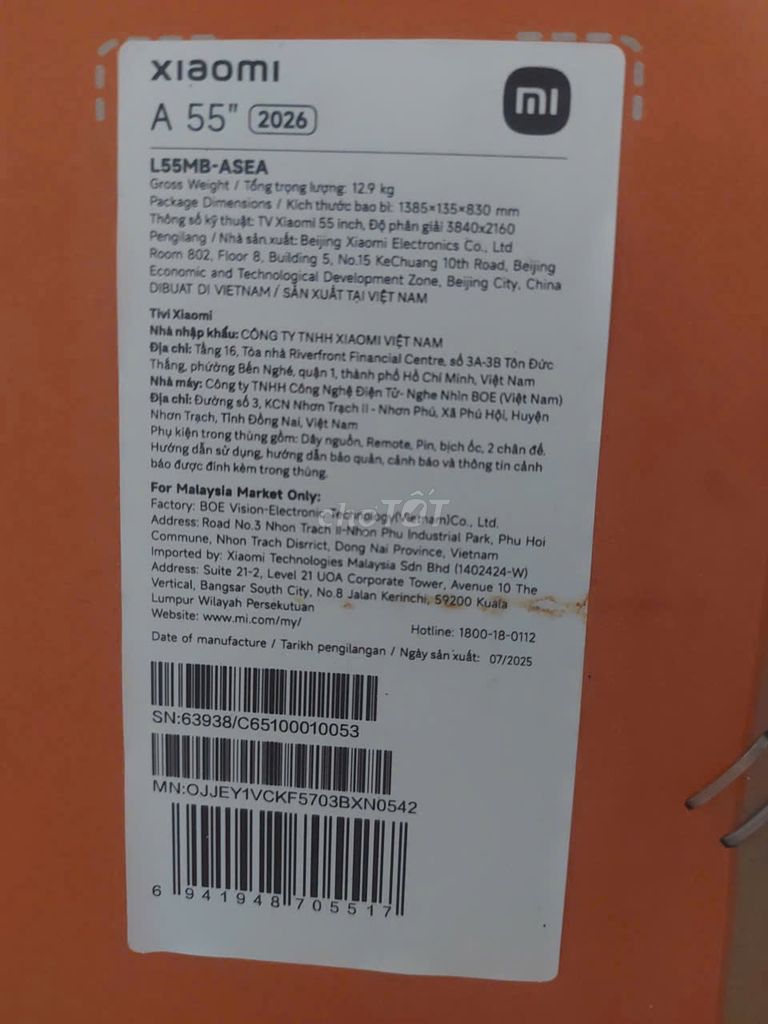 xiaomi
mi
A 55" 2026
L55MB-ASEA
Gross Weight / Tổng trọng lượng: 12.9 kg
Package Dimensions / Kích thước bao bì: 1385×135×830 mm
Thông số kỹ thuật: TV Xiaomi 55 inch, Độ phân giải 3840x2160
Pengilang / Nhà sản xuất: Beijing Xiaomi Electronics Co., Ltd
Room 802, Floor 8, Building 5, No.15 KeChuang 10th Road, Beijing
Economic and Technological Development Zone, Beijing City, China
DIBUAT DI VIETNAM / SẢN XUẤT TẠI VIỆT NAM
Tivi Xiaomi
Nhà nhập khẩu: CÔNG TY TNHH XIAOMI VIỆT NAM
Địa chỉ: Tầng 16, Tòa nhà Riverfront Financial Centre, số 3A-3B Tôn Đức
Thắng, phường Bến Nghé, quận 1, thành phố Hồ Chí Minh, Việt Nam
Nhà máy: Công ty TNHH Công Nghệ Điện Tử- Nghe Nhìn BOE (Việt Nam)
Địa chỉ: Đường số 3, KCN Nhơn Trạch II - Nhơn Phú, Xã Phú Hội, Huyện
Nhơn Trạch, Tỉnh Đồng Nai, Việt Nam
Phụ kiện trong thùng gồm: Dây nguồn, Remote, Pin, bịch ốc, 2 chân đế.
Hướng dẫn sử dụng, hướng dẫn bảo quản, cảnh báo và thông tin cảnh
báo được đính kèm trong thùng.
For Malaysia Market Only:
Factory: BOE Vision-Electronic Technology(Vietnam)Co., Ltd.
chợTỐT
Address: Road No.3 Nhon Trach II-Nhon Phu Industrial Park, Phu Hoi
Commune, Nhon Trach Disrrict, Dong Nai Province, Vietnam
Imported by: Xiaomi Technologies Malaysia Sdn Bhd (1402424-W)
Address: Suite 21-2, Level 21 UOA Corporate Tower, Avenue 10 The
Vertical, Bangsar South City, No.8 Jalan Kerinchi, 59200 Kuala
Lumpur Wilayah Persekutuan
Website: www.mi.com/my/ Hotline: 1800-18-0112
Date of manufacture / Tarikh pengilangan / Ngày sản xuất: 07/2025
SN:63938/C65100010053
MN:OJJEY1VCKF5703BXN0542
6 941948 705517